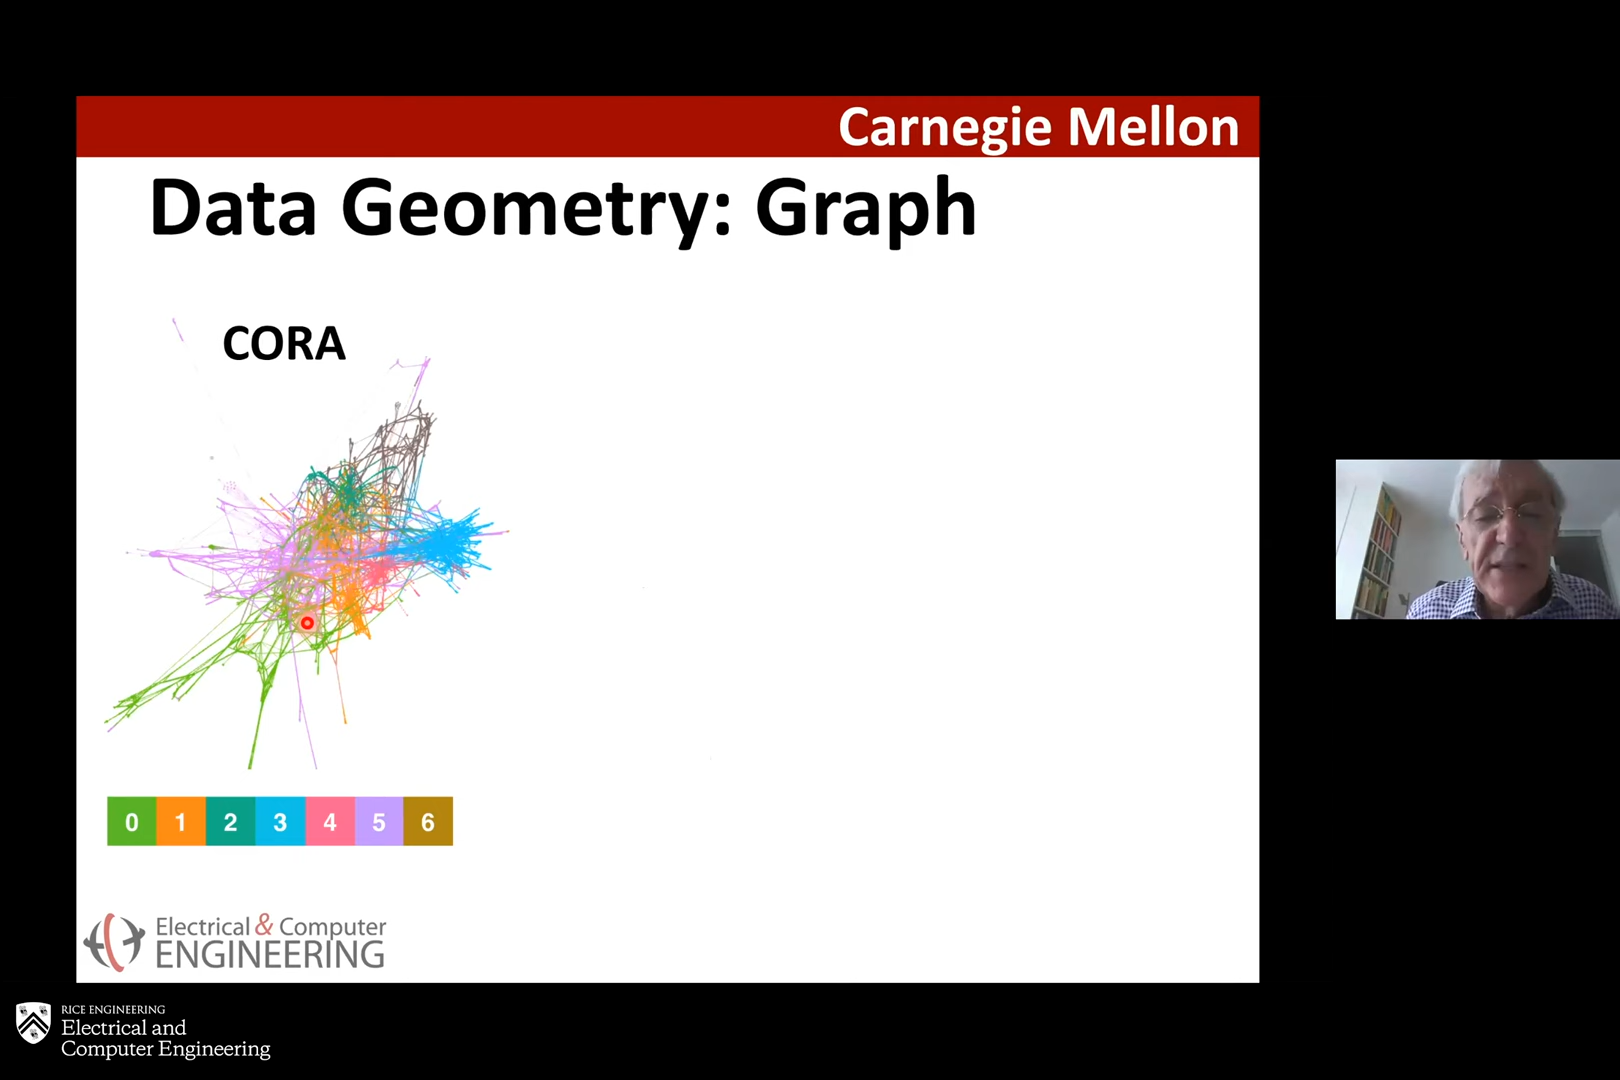 Carnegie Mellon
Data Geometry: Graph
CORA
0 1 2 3 4 5 6
Electrical & Computer
ENGINEERING
RICE ENGINEERING
Electrical and
Computer Engineering